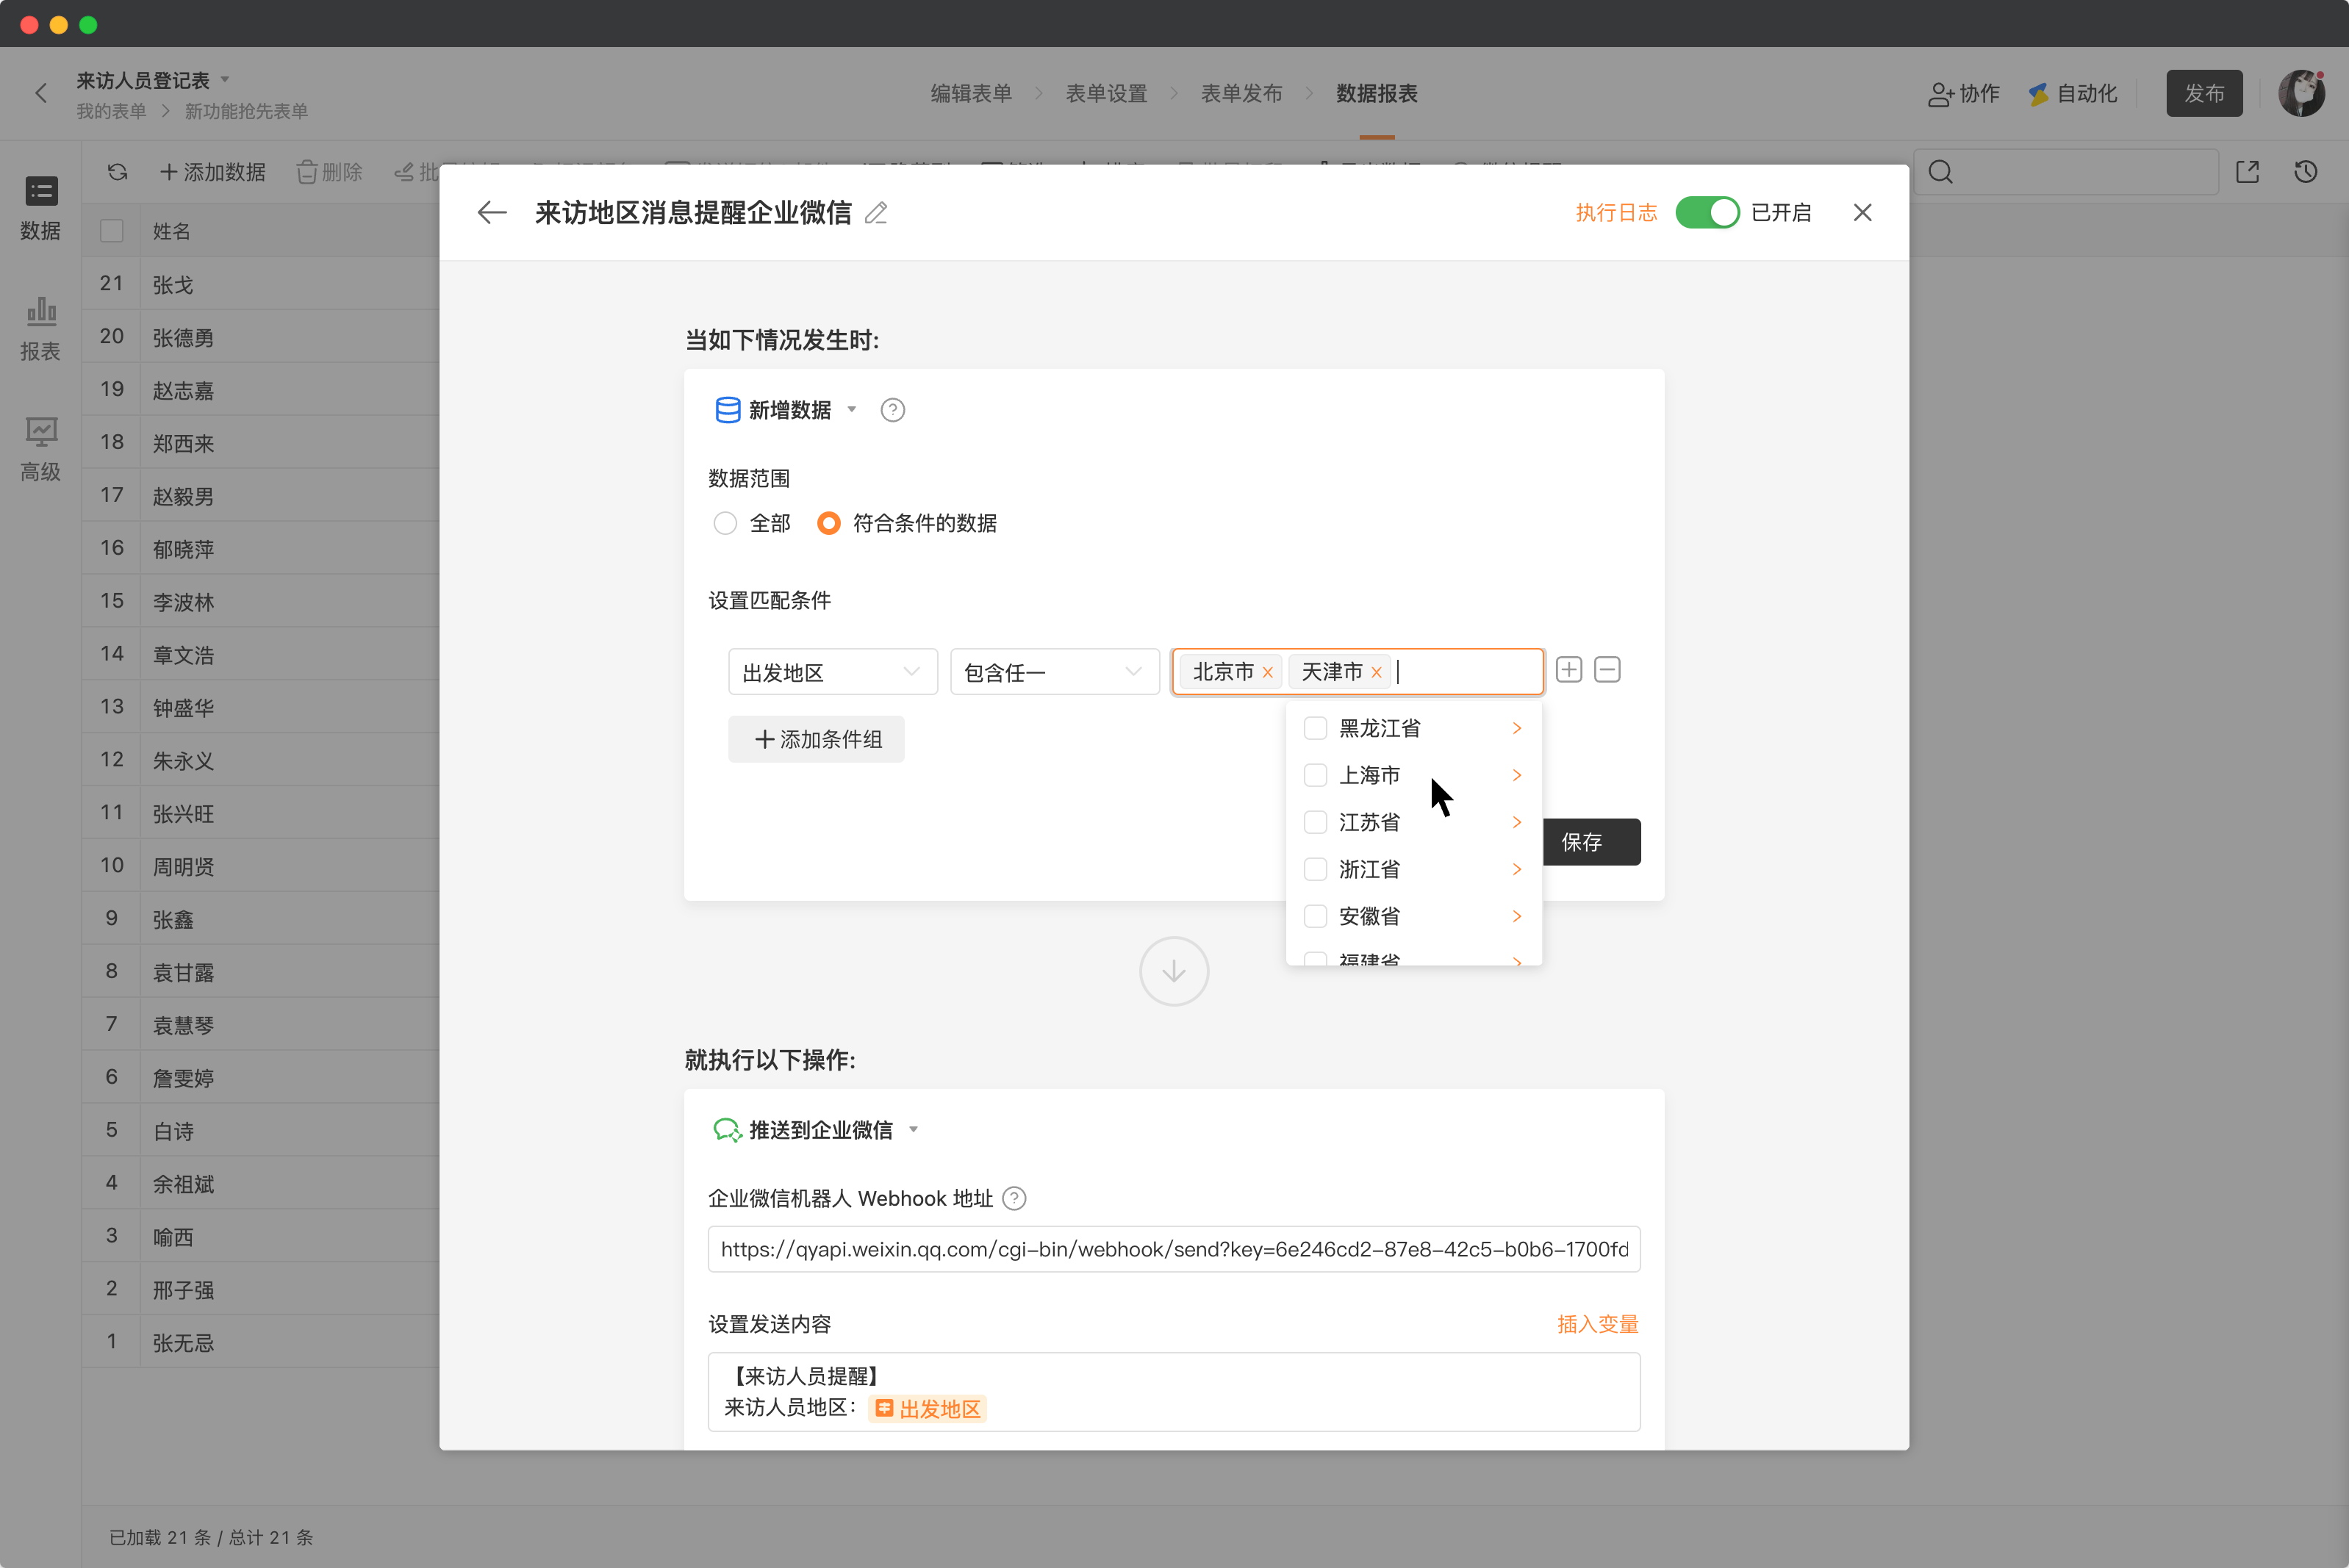 来访人员登记表
我的表单 > 新功能抢先表单
编辑表单 > 表单设置 > 表单发布 > 数据报表
协作
自动化
发布
数据
报表
高级
添加数据 删除
姓名
21 张戈
20 张德勇
19 赵志嘉
18 郑西来
17 赵毅男
16 郁晓萍
15 李波林
14 章文浩
13 钟盛华
12 朱永义
11 张兴旺
10 周明贤
9 张鑫
8 袁甘露
7 袁慧琴
6 詹雯婷
5 白诗
4 余祖斌
3 喻西
2 邢子强
1 张无忌
已加载 21 条 / 总计 21 条
来访地区消息提醒企业微信
执行日志 已开启
当如下情况发生时:
新增数据
数据范围
全部 符合条件的数据
设置匹配条件
出发地区 包含任一 北京市 × 天津市 ×
添加条件组
黑龙江省
上海市
江苏省
浙江省
安徽省
福建省
保存
就执行以下操作:
推送到企业微信
企业微信机器人 Webhook 地址
https://qyapi.weixin.qq.com/cgi-bin/webhook/send?key=6e246cd2-87e8-42c5-b0b6-1700fd
设置发送内容 插入变量
【来访人员提醒】
来访人员地区： 出发地区